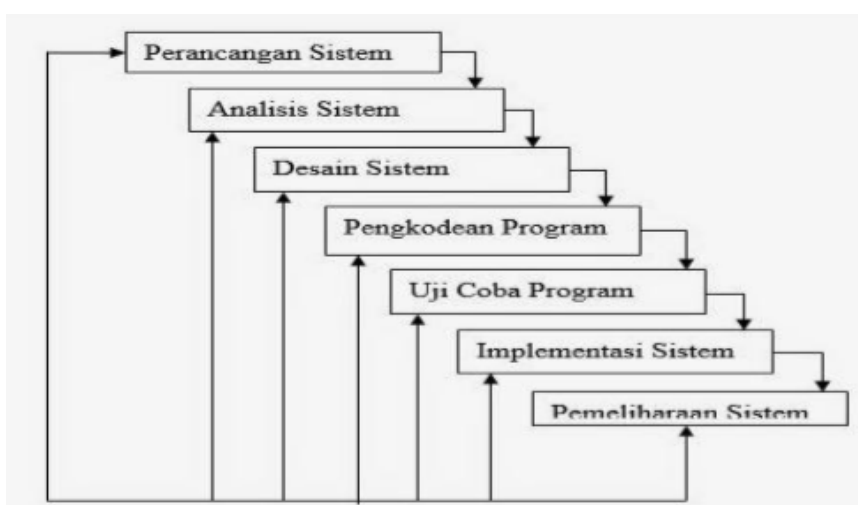 Perancangan Sistem
Analisis Sistem
Desain Sistem
Pengkodean Program
Uji Coba Program
Implementasi Sistem
Pemeliharaan Sistem